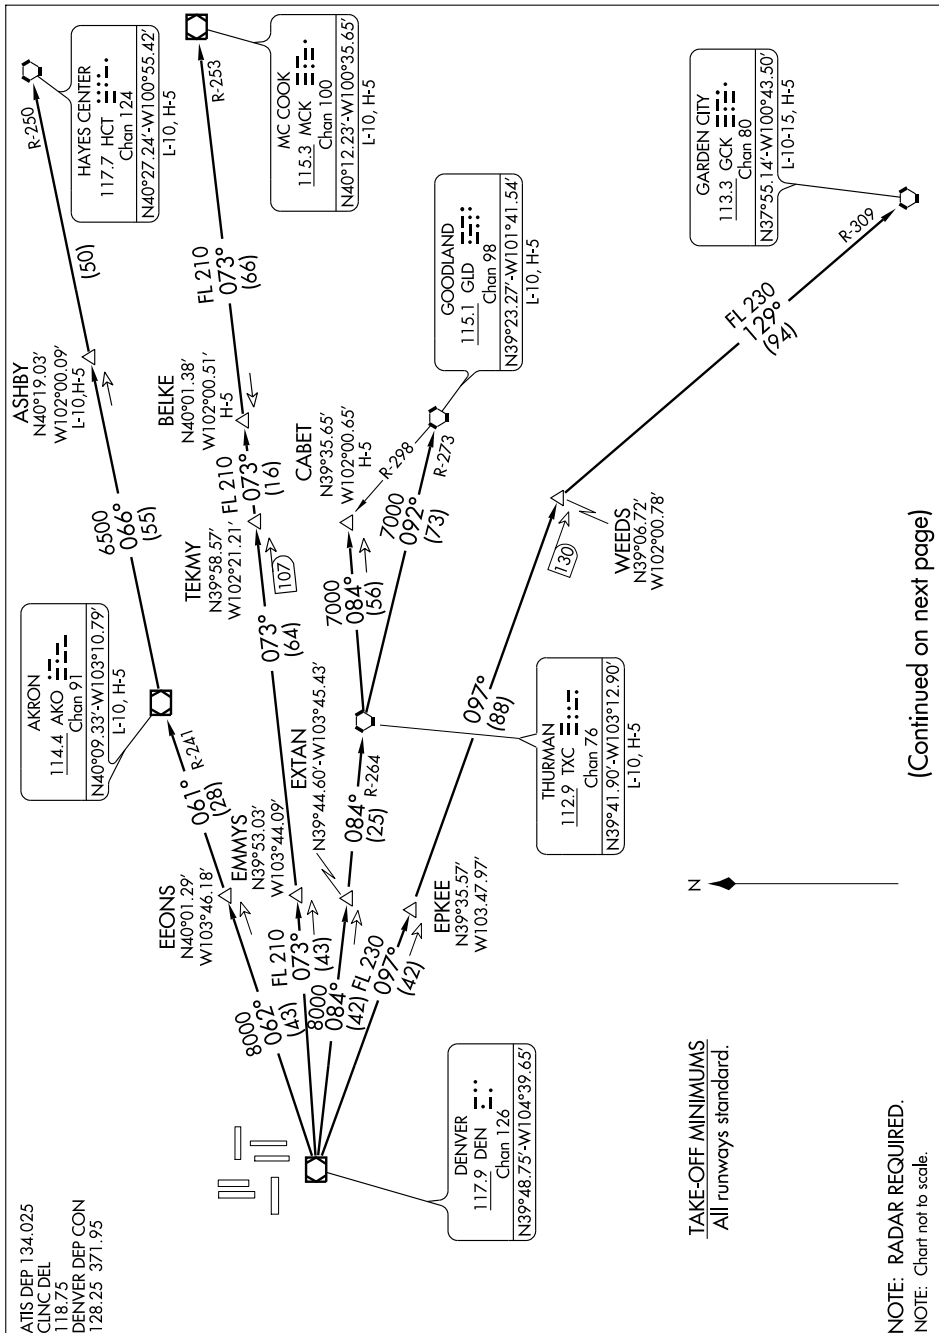 ATIS DEP 134.025
CLNC DEL
118.75
DENVER DEP CON
128.25 371.95
AKRON
114.4 AKO
Chan 91
N40°09.33'-W103°10.79'
L-10, H-5
HAYES CENTER
117.7 HCT
Chan 124
N40°27.24'-W100°55.42'
L-10, H-5
MC COOK
115.3 MCK
Chan 100
N40°12.23'-W100°35.65'
L-10, H-5
GOODLAND
115.1 GLD
Chan 98
N39°23.27'-W101°41.54'
L-10, H-5
GARDEN CITY
113.3 GCK
Chan 80
N37°55.14'-W100°43.50'
L-10-15, H-5
THURMAN
112.9 TXC
Chan 76
N39°41.90'-W103°12.90'
L-10, H-5
DENVER
117.9 DEN
Chan 126
N39°48.75'-W104°39.65'
EEONS
N40°01.29'
W103°46.18'
8000
062°
(43)
061°
(28)
R-241
6500
066°
(55)
ASHBY
N40°19.03'
W102°00.09'
L-10,H-5
(50)
R-250
EMMYS
N39°53.03'
W103°44.09'
FL 210
073°
(43)
073°
(64)
TEKMY
N39°58.57'
W102°21.21'
107
FL 210
073°
(16)
BELKE
N40°01.38'
W102°00.51'
H-5
FL 210
073°
(66)
R-253
EXTAN
N39°44.60'-W103°45.43'
8000
084°
(42)
084°
(25)
R-264
7000
084°
(56)
CABET
N39°35.65'
W102°00.65'
H-5
R-298
7000
092°
(73)
R-273
EPKEE
N39°35.57'
W103.47.97'
FL 230
097°
(42)
097°
(88)
130
WEEDS
N39°06.72'
W102°00.78'
FL 230
129°
(94)
R-309
N
TAKE-OFF MINIMUMS
All runways standard.
NOTE: RADAR REQUIRED.
NOTE: Chart not to scale.
(Continued on next page)